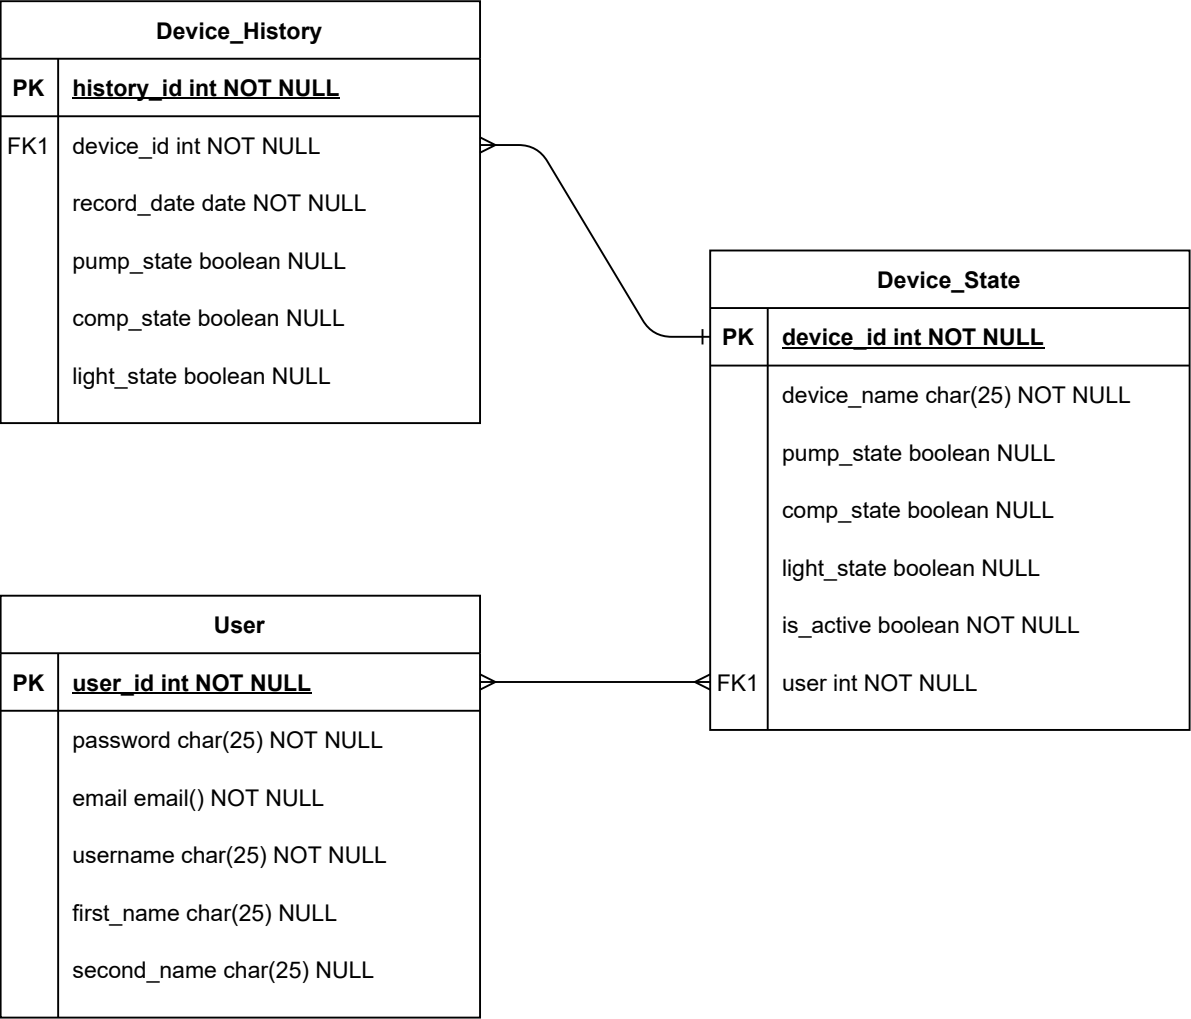 Device_History
PK history_id int NOT NULL
FK1 device_id int NOT NULL
record_date date NOT NULL
pump_state boolean NULL
comp_state boolean NULL
light_state boolean NULL
Device_State
PK device_id int NOT NULL
device_name char(25) NOT NULL
pump_state boolean NULL
comp_state boolean NULL
light_state boolean NULL
is_active boolean NOT NULL
FK1 user int NOT NULL
User
PK user_id int NOT NULL
password char(25) NOT NULL
email email() NOT NULL
username char(25) NOT NULL
first_name char(25) NULL
second_name char(25) NULL